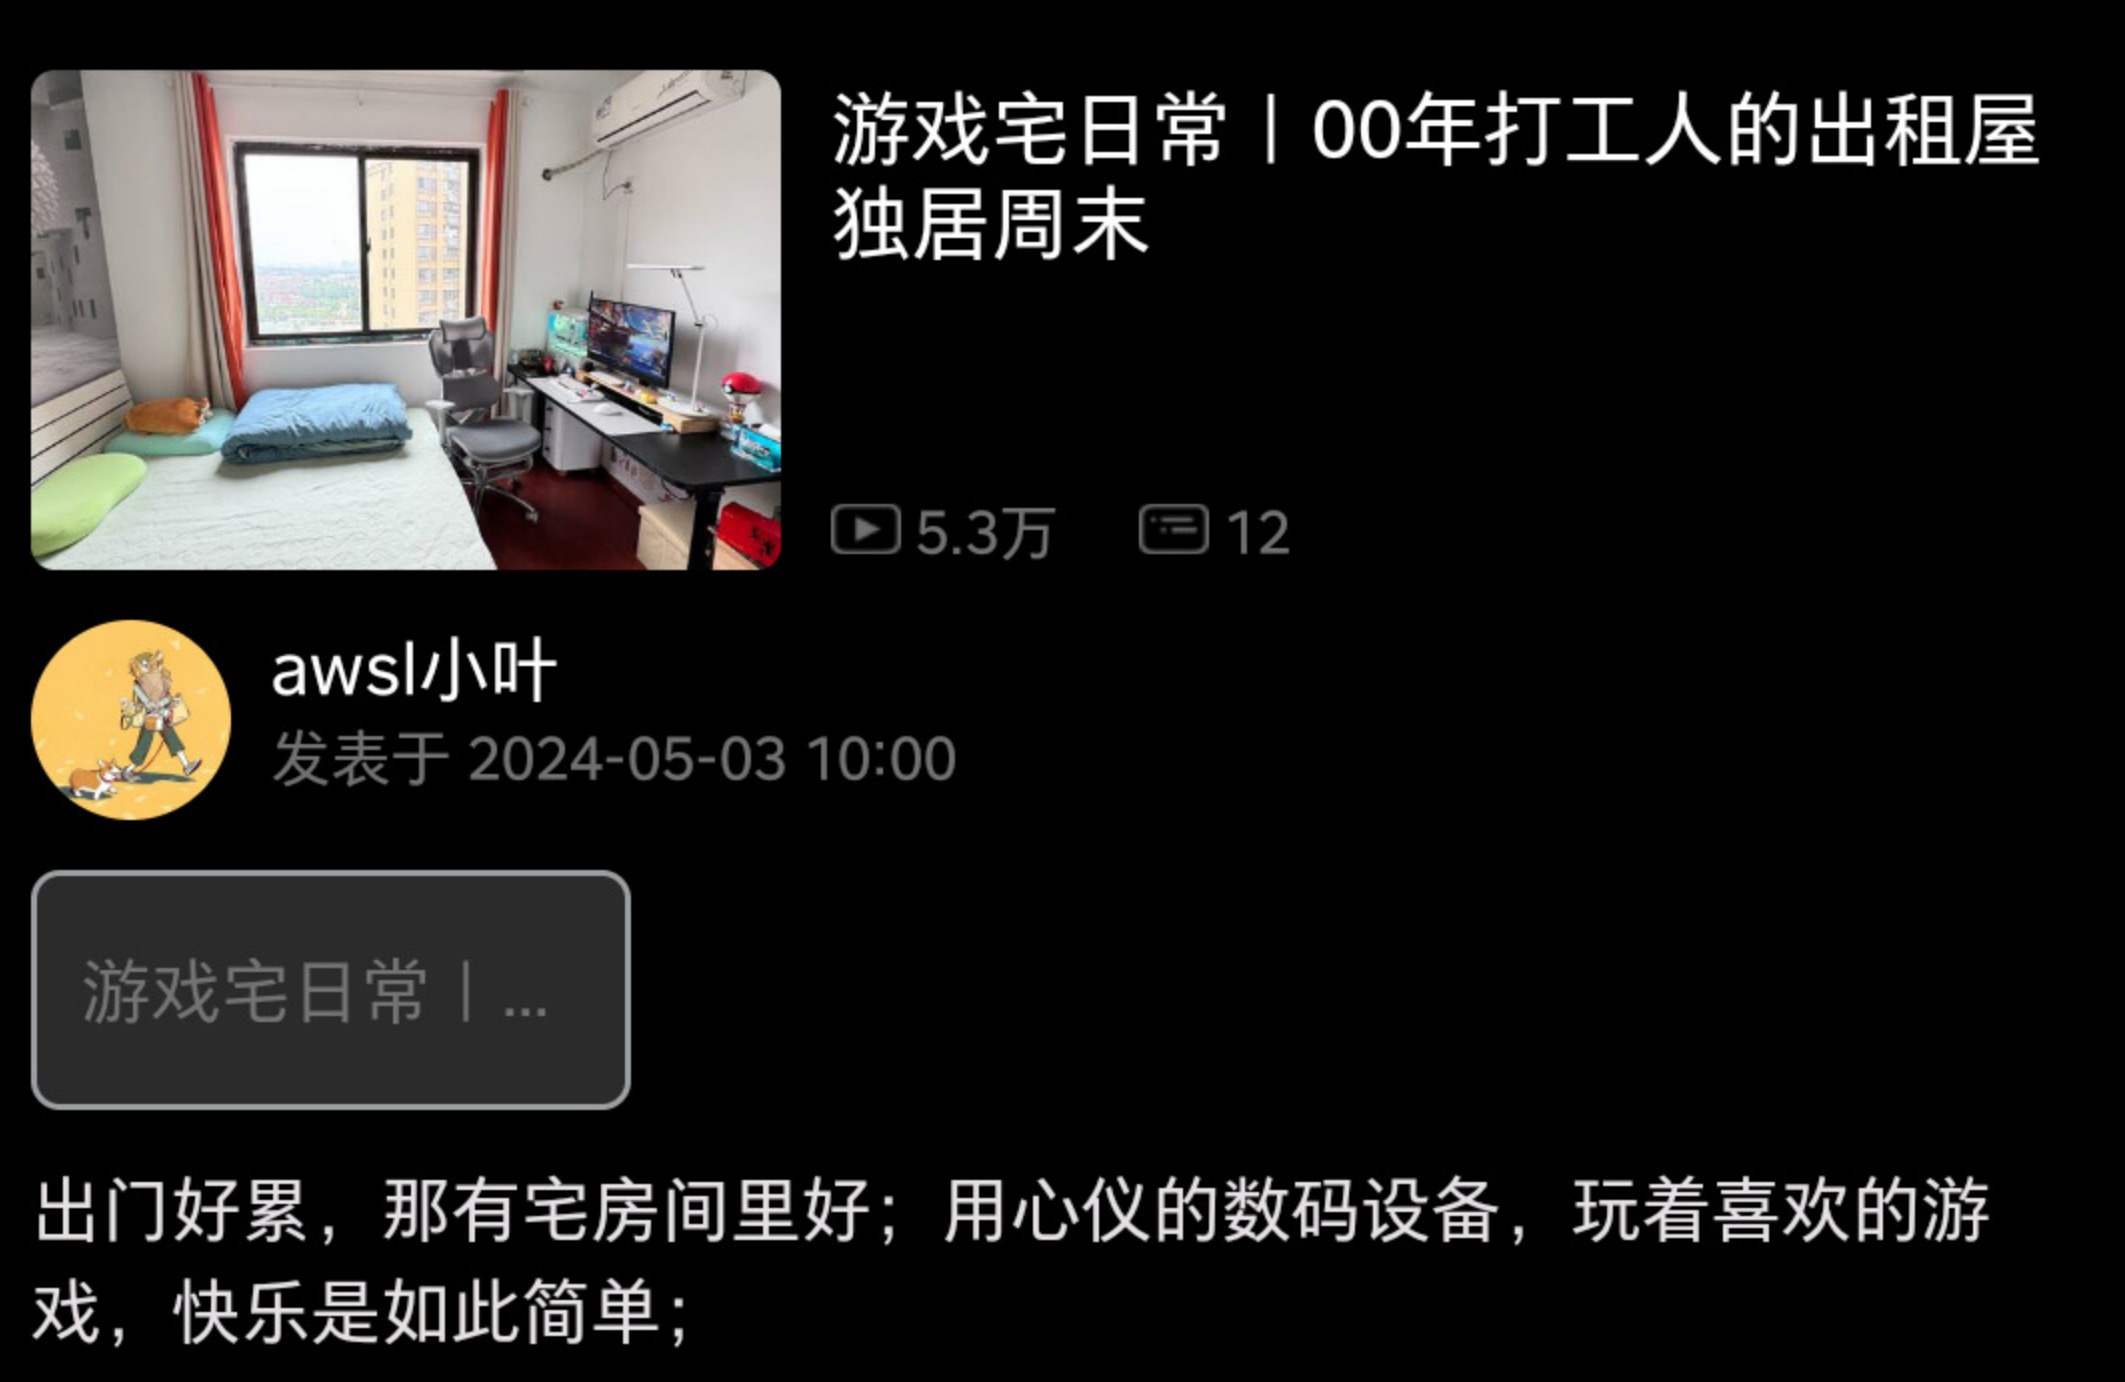 游戏宅日常丨00年打工人的出租屋
独居周末
5.3万
12
awsl小叶
发表于 2024-05-03 10:00
游戏宅日常丨...
出门好累，那有宅房间里好；用心仪的数码设备，玩着喜欢的游
戏，快乐是如此简单；